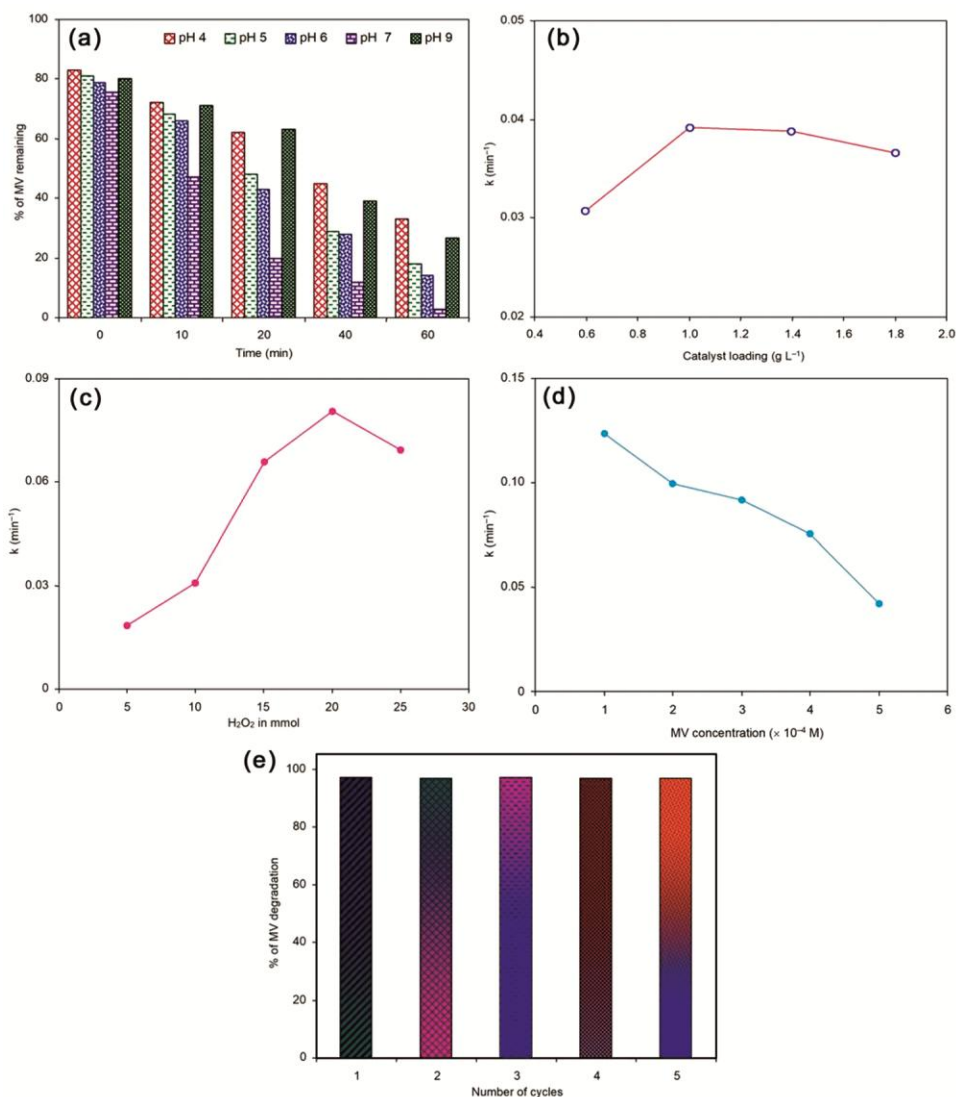 (a)
pH 4 pH 5 pH 6 pH 7 pH 9
% of MV remaining
100
80
60
40
20
0
0 10 20 40 60
Time (min)
(b)
k (min⁻¹)
0.05
0.04
0.03
0.02
0.4 0.6 0.8 1.0 1.2 1.4 1.6 1.8 2.0
Catalyst loading (g L⁻¹)
(c)
k (min⁻¹)
0.09
0.06
0.03
0
0 5 10 15 20 25 30
H₂O₂ in mmol
(d)
k (min⁻¹)
0.15
0.10
0.05
0
0 1 2 3 4 5 6
MV concentration (× 10⁻⁴ M)
(e)
% of MV degradation
100
80
60
40
20
0
1 2 3 4 5
Number of cycles